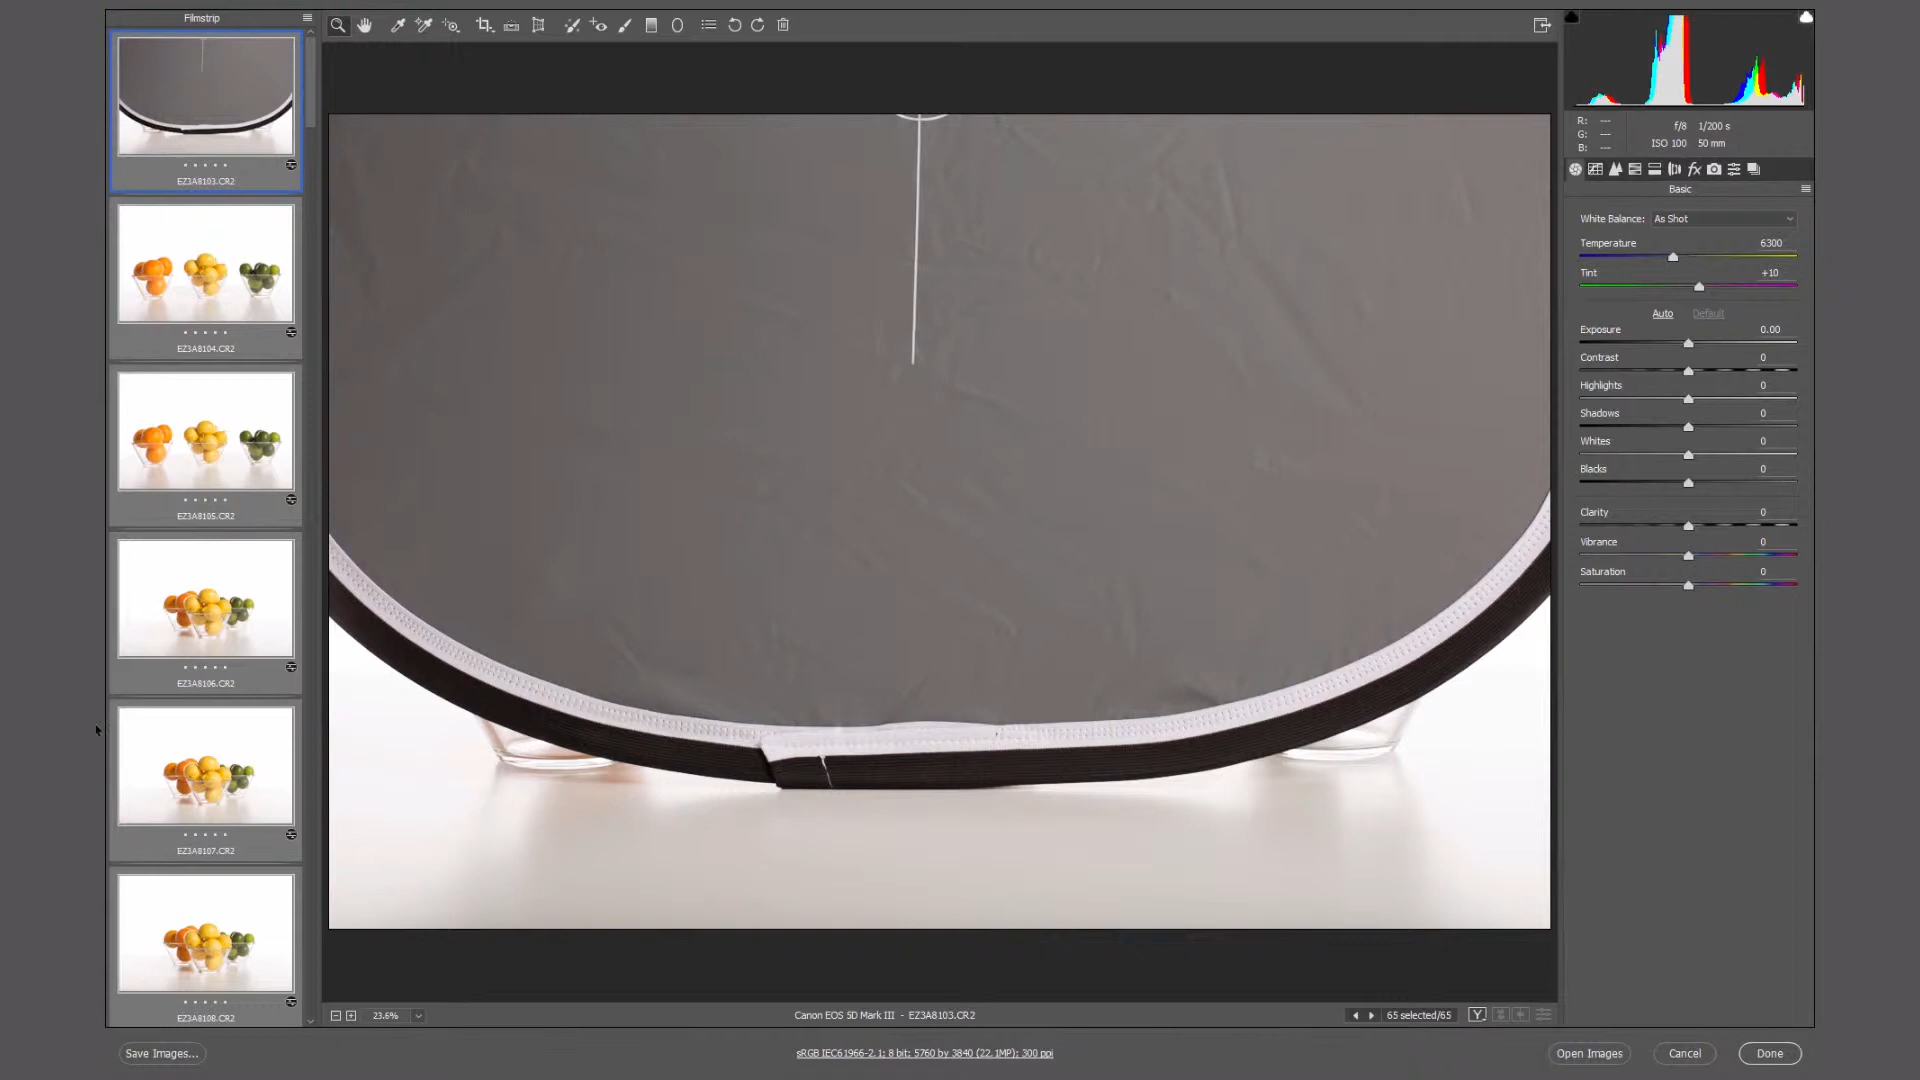 Filmstrip
EZ3A8103.CR2
EZ3A8104.CR2
EZ3A8105.CR2
EZ3A8106.CR2
EZ3A8107.CR2
EZ3A8108.CR2
23.6%
Canon EOS 5D Mark III - EZ3A8103.CR2
65 selected/65
Y
R: ---
G: ---
B: ---
f/8 1/200 s
ISO 100 50 mm
fx
Basic
White Balance: As Shot
Temperature 6300
Tint +10
Auto Default
Exposure 0.00
Contrast 0
Highlights 0
Shadows 0
Whites 0
Blacks 0
Clarity 0
Vibrance 0
Saturation 0
Save Images...
sRGB IEC61966-2.1; 8 bit; 5760 by 3840 (22.1MP); 300 ppi
Open Images
Cancel
Done